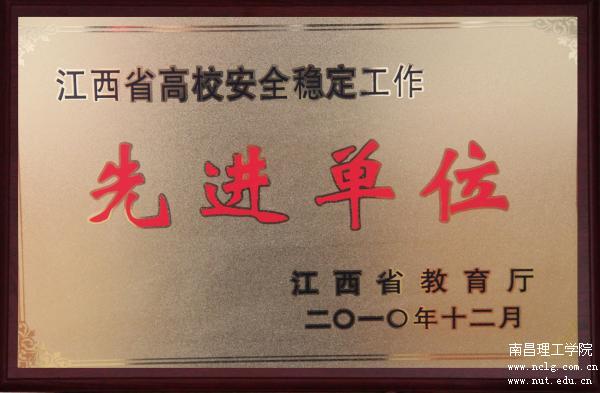 江西省高校安全稳定工作
先进单位
江西省教育厅
二〇一〇年十二月
南昌理工学院
www.nclg.com.cn
www.nut.edu.cn